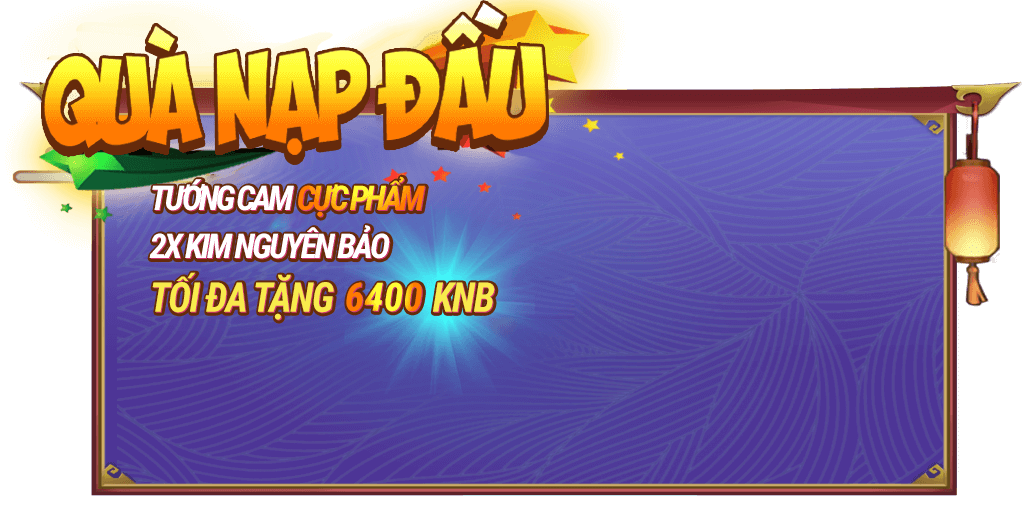 QUÀ NẠP ĐẦU
TƯỚNG CAM CỰC PHẨM
2X KIM NGUYÊN BẢO
TỐI ĐA TẶNG 6400 KNB